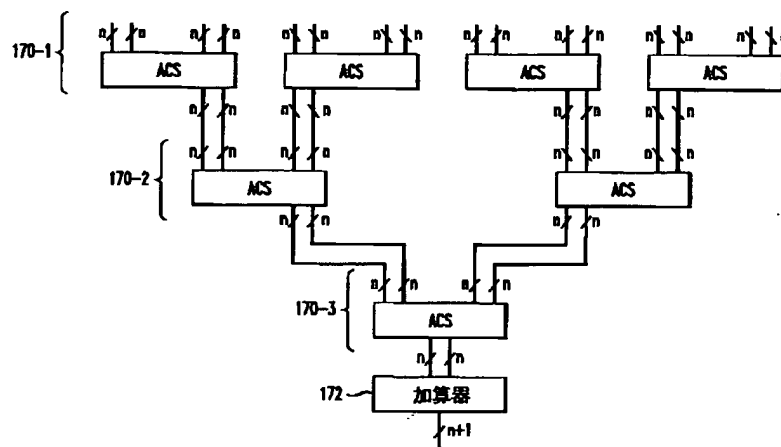 n n n n n n n n n n n n n n n n
170-1
ACS ACS ACS ACS
n n n n n n n n
n n n n n n n n
170-2
ACS ACS
n n n n
n n n n
170-3
ACS
n n
172 加算器
n+1